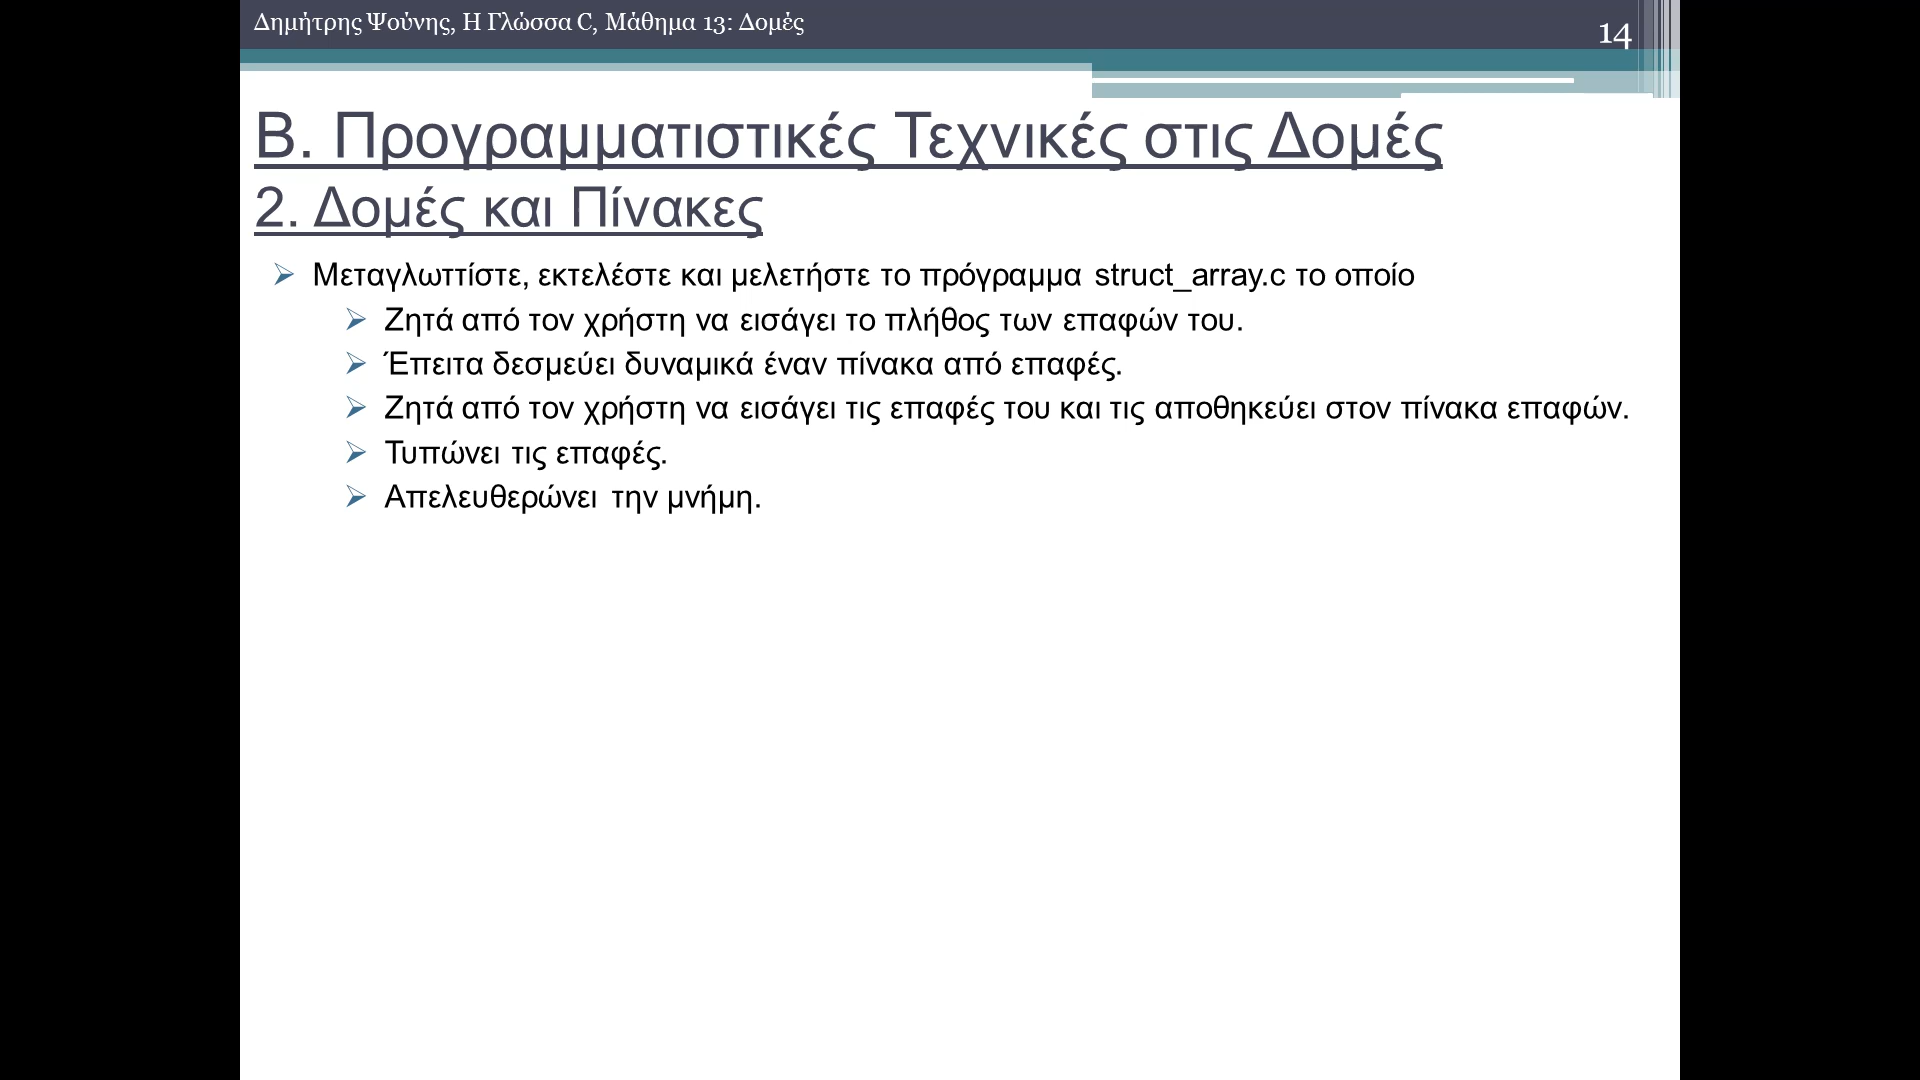 Δημήτρης Ψούνης, Η Γλώσσα C, Μάθημα 13: Δομές
14
Β. Προγραμματιστικές Τεχνικές στις Δομές
2. Δομές και Πίνακες
Μεταγλωττίστε, εκτελέστε και μελετήστε το πρόγραμμα struct_array.c το οποίο
Ζητά από τον χρήστη να εισάγει το πλήθος των επαφών του.
Έπειτα δεσμεύει δυναμικά έναν πίνακα από επαφές.
Ζητά από τον χρήστη να εισάγει τις επαφές του και τις αποθηκεύει στον πίνακα επαφών.
Τυπώνει τις επαφές.
Απελευθερώνει την μνήμη.